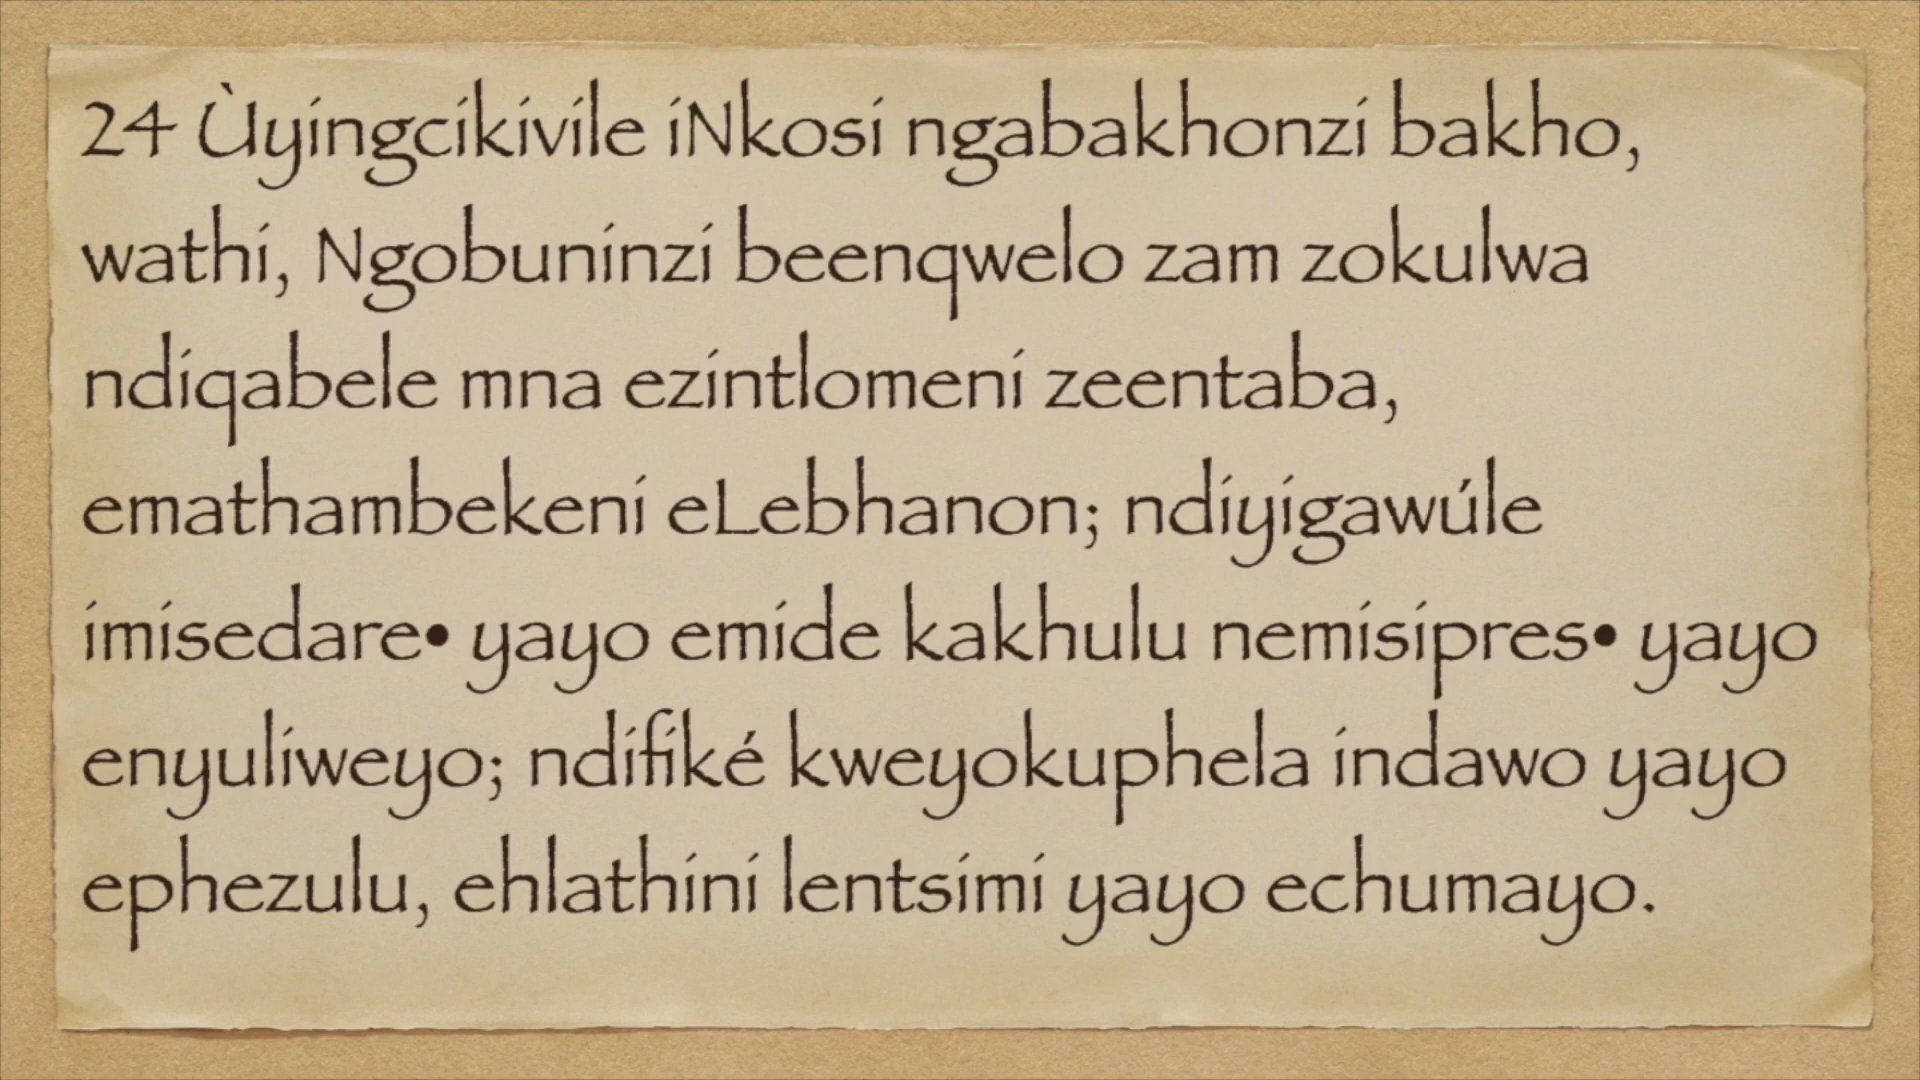 24 Ùyingcikivile iNkosi ngabakhonzi bakho,
wathi, Ngobuninzi beenqwelo zam zokulwa
ndiqabele mna ezintlomeni zeentaba,
emathambekeni eLebhanon; ndiyigawúle
imisedare• yayo emide kakhulu nemisipres• yayo
enyuliweyo; ndifiké kweyokuphela indawo yayo
ephezulu, ehlathini lentsimi yayo echumayo.